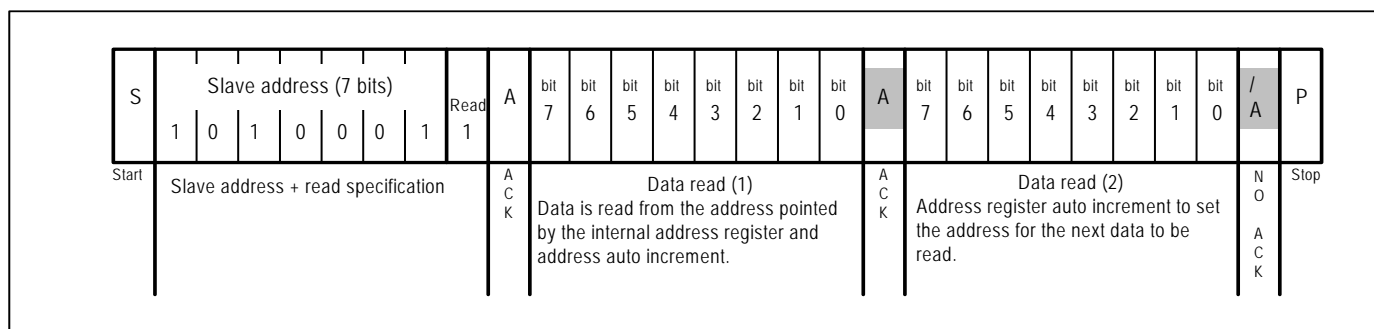 S Slave address (7 bits) Read A bit bit bit bit bit bit bit bit A bit bit bit bit bit bit bit bit / P
1 0 1 0 0 0 1 1 7 6 5 4 3 2 1 0 7 6 5 4 3 2 1 0 A
Start Slave address + read specification A C K Data read (1) A C K Data read (2) N O A C K Stop
Data is read from the address pointed
by the internal address register and
address auto increment.
Address register auto increment to set
the address for the next data to be
read.